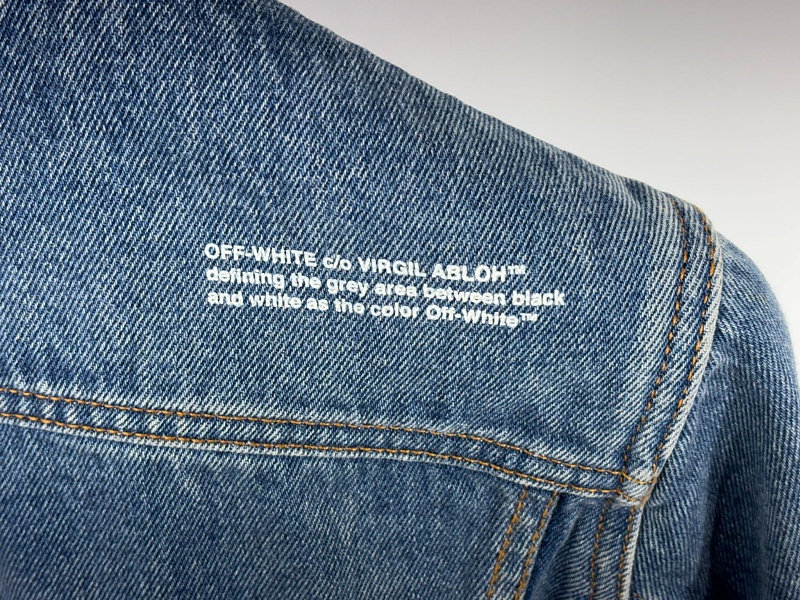 OFF-WHITE c/o VIRGIL ABLOH™
defining the grey area between black
and white as the color Off-White™